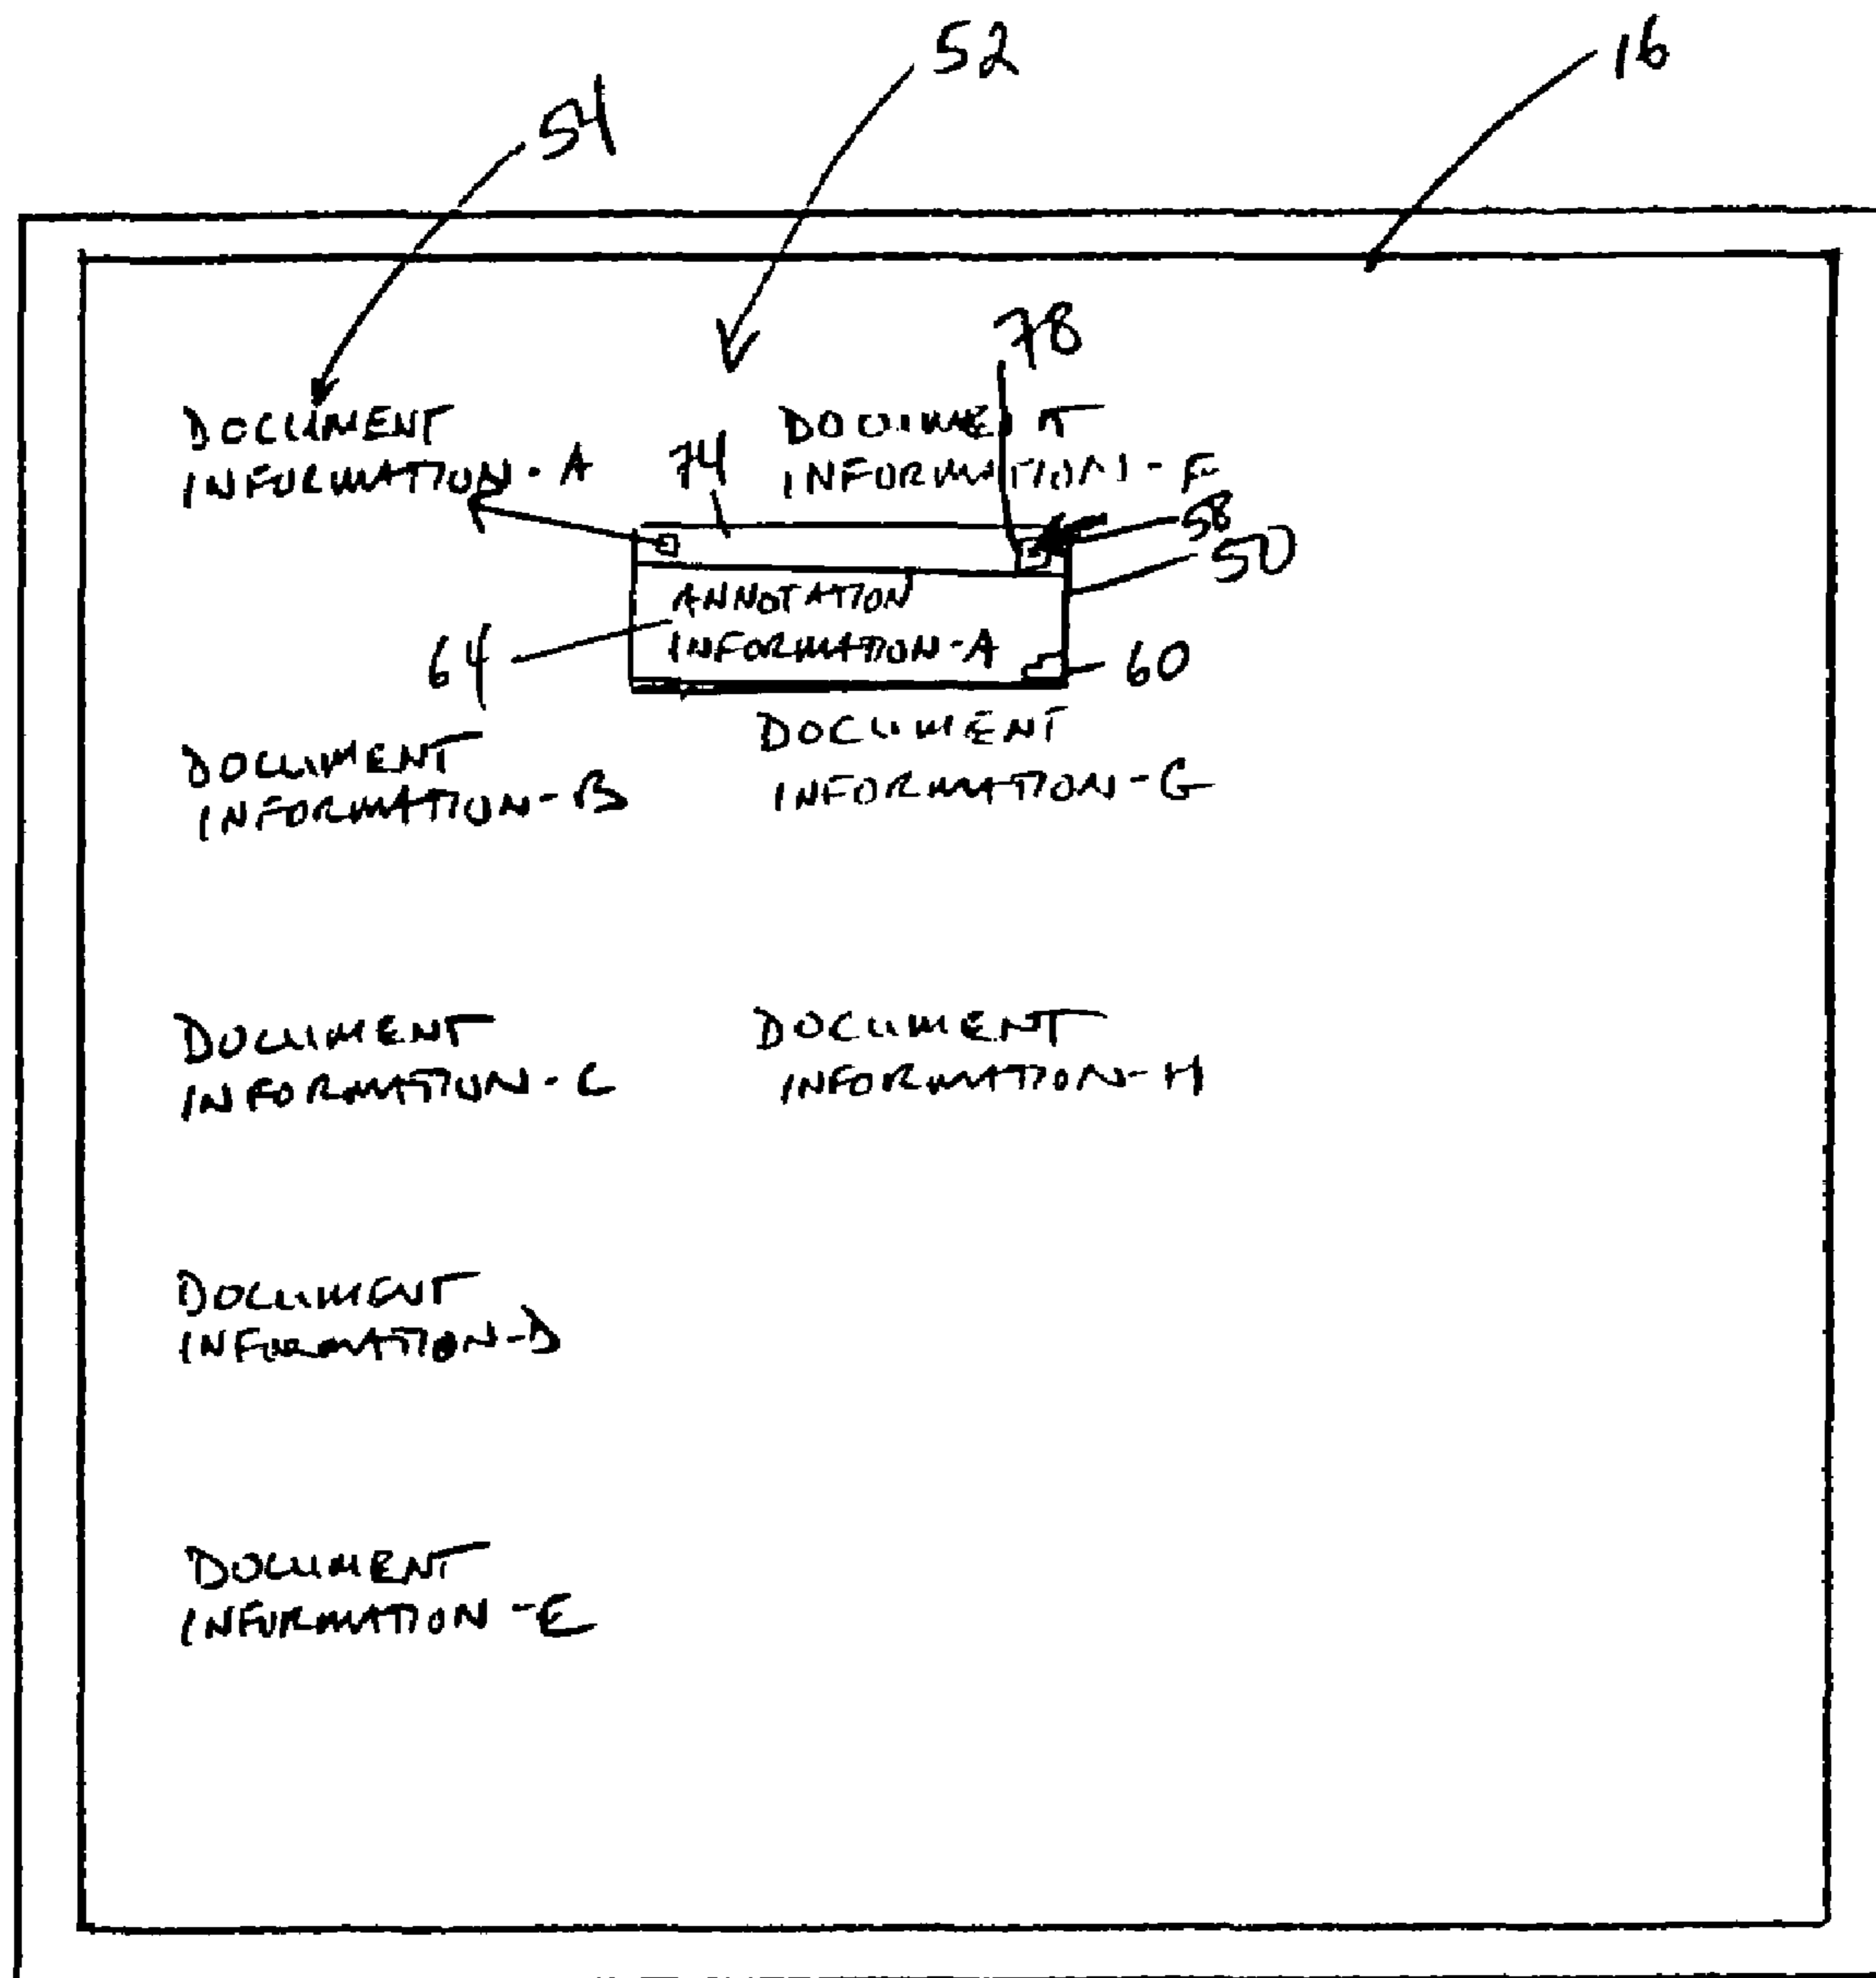 52
16
54
78
DOCUMENT
INFORMATION-A
74
DOCUMENT
INFORMATION-F
58
50
ANNOTATION
INFORMATION-A
64
60
DOCUMENT
INFORMATION-B
DOCUMENT
INFORMATION-G
DOCUMENT
INFORMATION-C
DOCUMENT
INFORMATION-H
DOCUMENT
INFORMATION-D
DOCUMENT
INFORMATION-E